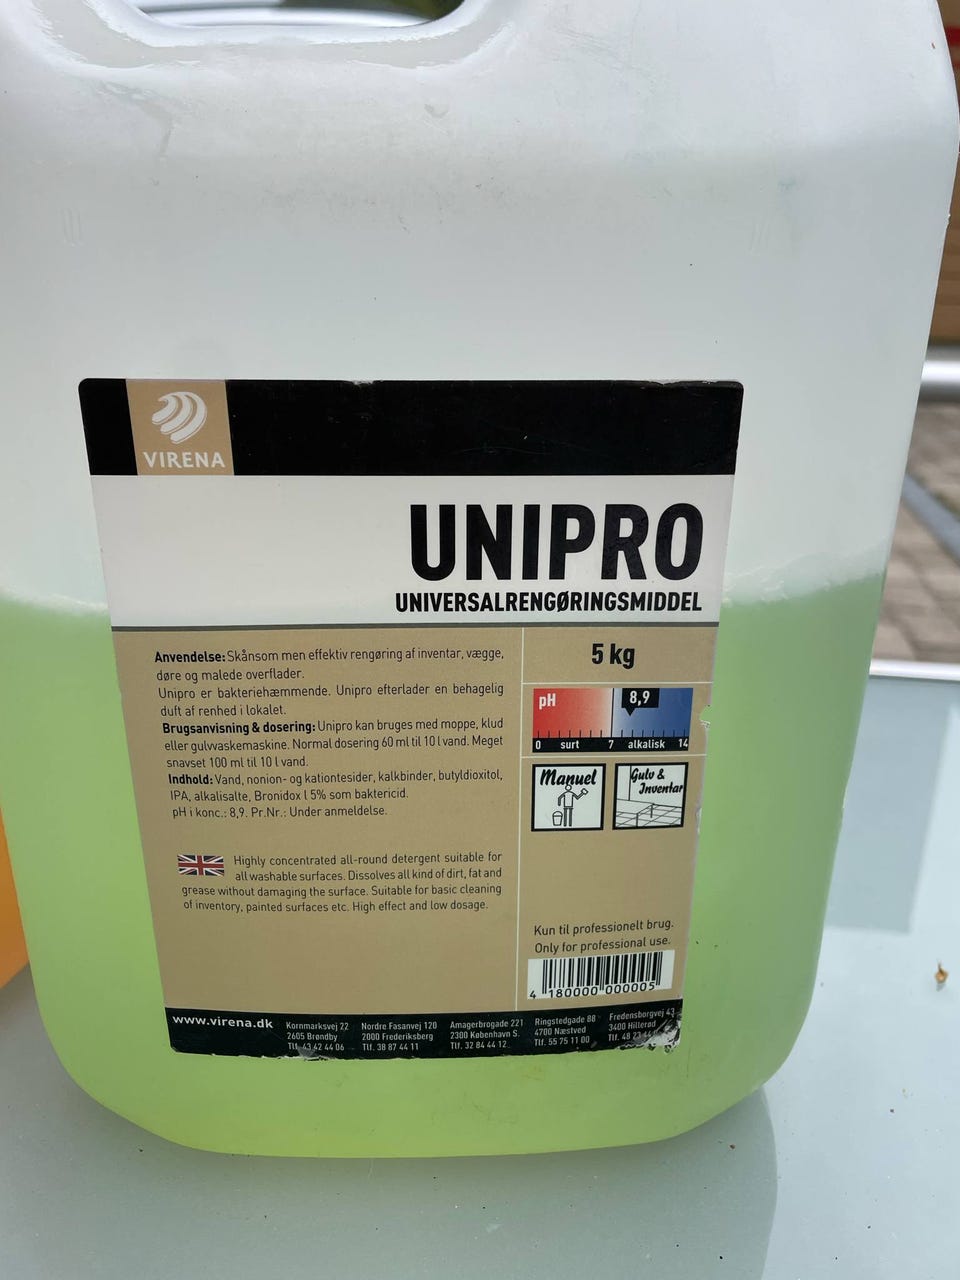 VIRENA
UNIPRO
UNIVERSALRENGØRINGSMIDDEL
Anvendelse: Skånsom men effektiv rengøring af inventar, vægge,
døre og malede overflader.
Unipro er bakteriehæmmende. Unipro efterlader en behagelig
duft af renhed i lokalet.
Brugsanvisning & dosering: Unipro kan bruges med moppe, klud
eller gulvvaskemaskine. Normal dosering 60 ml til 10 l vand. Meget
snavset 100 ml til 10 l vand.
Indhold: Vand, nonion- og kationtesider, kalkbinder, butyldioxitol,
IPA, alkalisalte, Bronidox l 5% som baktericid.
pH i konc.: 8,9. Pr.Nr.: Under anmeldelse.
Highly concentrated all-round detergent suitable for
all washable surfaces. Dissolves all kind of dirt, fat and
grease without damaging the surface. Suitable for basic cleaning
of inventory, painted surfaces etc. High effect and low dosage.
5 kg
pH 8,9
0 surt 7 alkalisk 14
Manuel
Gulv &
Inventar
Kun til professionelt brug.
Only for professional use.
4 180000 000005
www.virena.dk
Kornmarksvej 22
2605 Brøndby
Tlf. 43 42 44 06
Nordre Fasanvej 120
2000 Frederiksberg
Tlf. 38 87 44 11
Amagerbrogade 221
2300 København S.
Tlf. 32 84 44 12
Ringstedgade 88
4700 Næstved
Tlf. 55 75 11 00
Fredensborgvej 43
3400 Hillerød
Tlf. 48 23